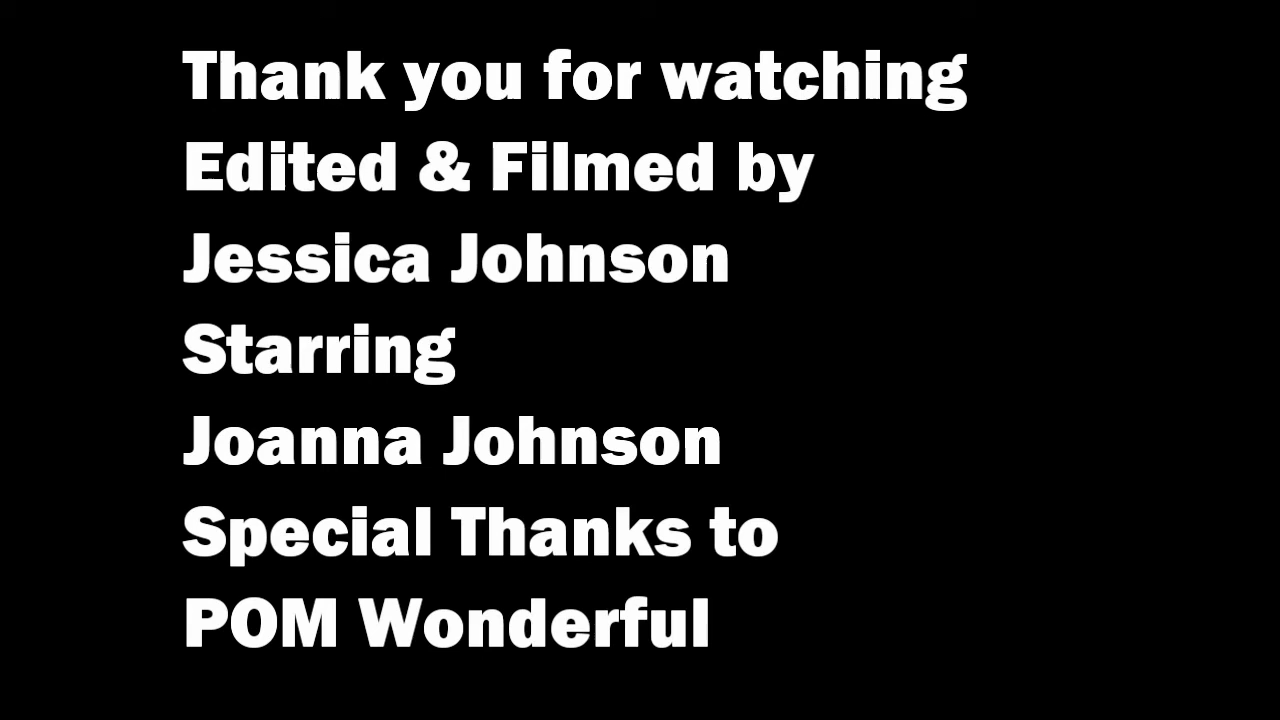 Thank you for watching
Edited & Filmed by
Jessica Johnson
Starring
Joanna Johnson
Special Thanks to
POM Wonderful